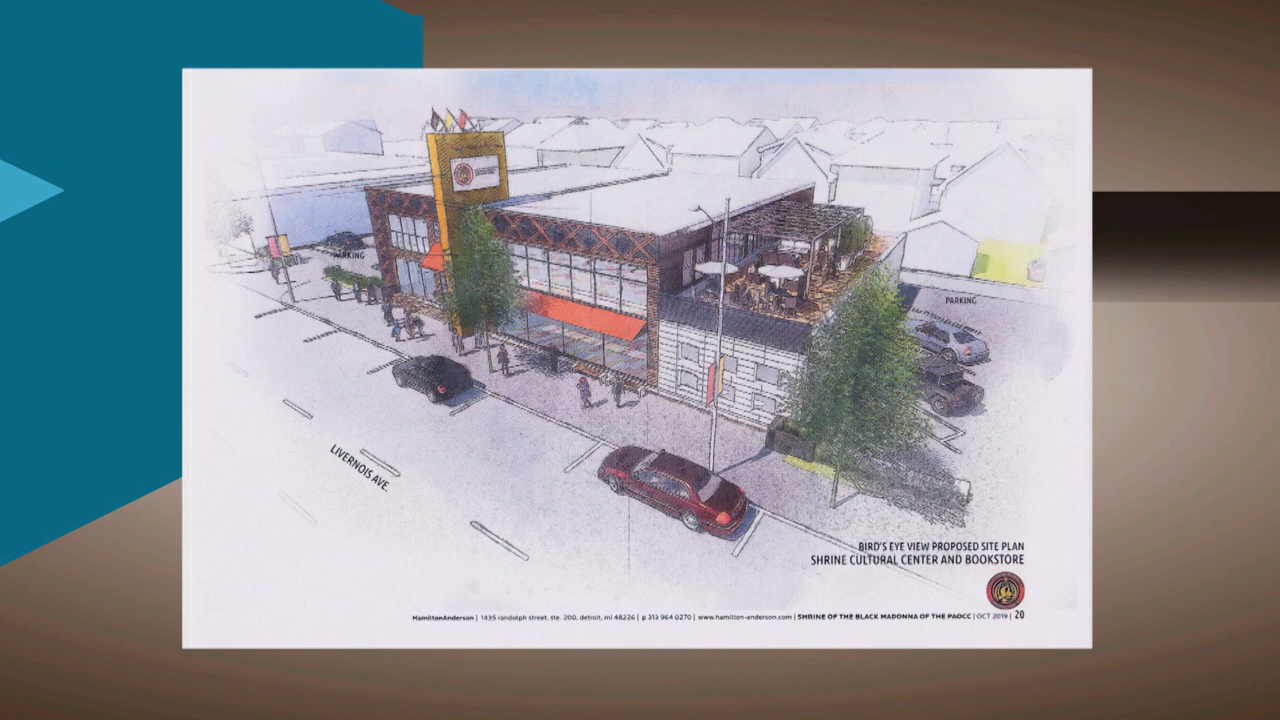 PARKING
PARKING
LIVERNOIS AVE.
BIRD'S EYE VIEW PROPOSED SITE PLAN
SHRINE CULTURAL CENTER AND BOOKSTORE
HamiltonAnderson | 1435 randolph street. ste. 200, detroit, mi 48226 | p 313 964 0270 | www.hamilton-anderson.com | SHRINE OF THE BLACK MADONNA OF THE PAOCC | OCT 2019 | 20